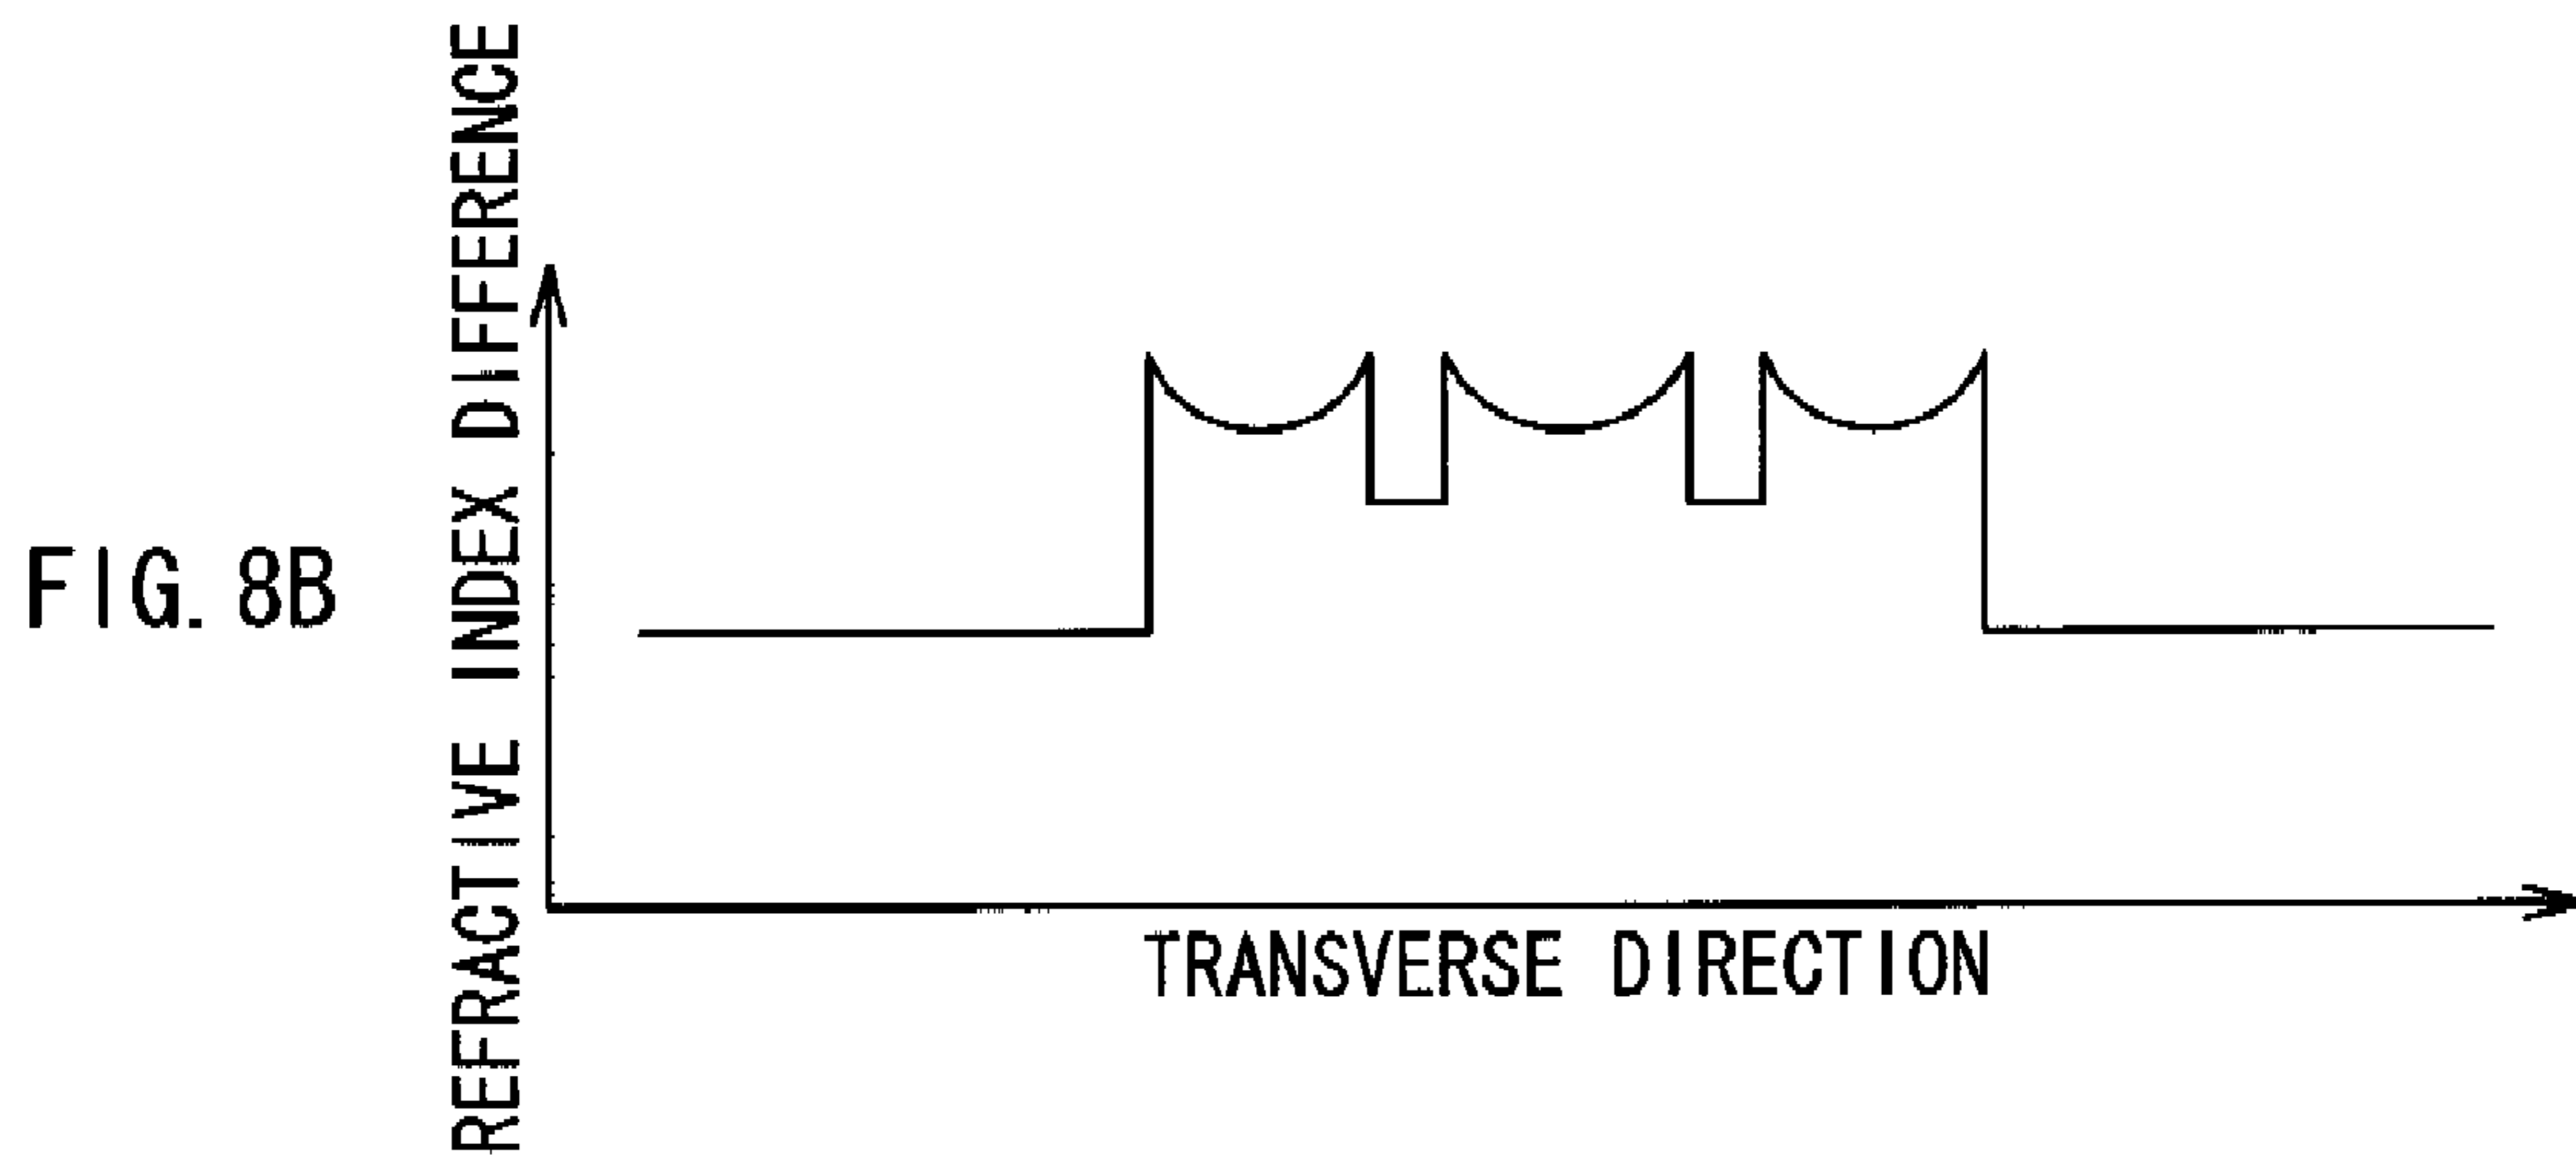 FIG. 8B
REFRACTIVE INDEX DIFFERENCE
TRANSVERSE DIRECTION